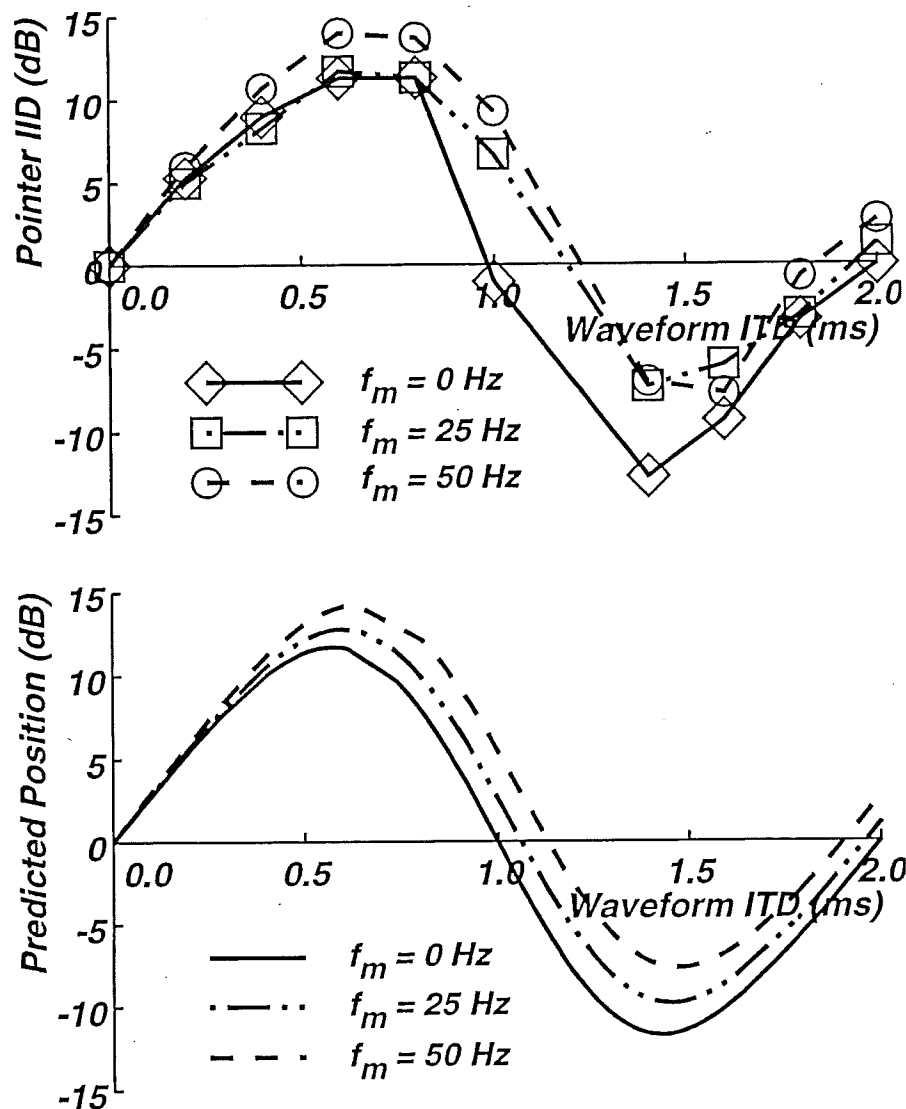 Pointer IID (dB)
15
10
5
0
-5
-10
-15
0.0 0.5 1.0 1.5 2.0
Waveform ITD (ms)
f_m = 0 Hz
f_m = 25 Hz
f_m = 50 Hz
Predicted Position (dB)
15
10
5
0
-5
-10
-15
0.0 0.5 1.0 1.5 2.0
Waveform ITD (ms)
f_m = 0 Hz
f_m = 25 Hz
f_m = 50 Hz